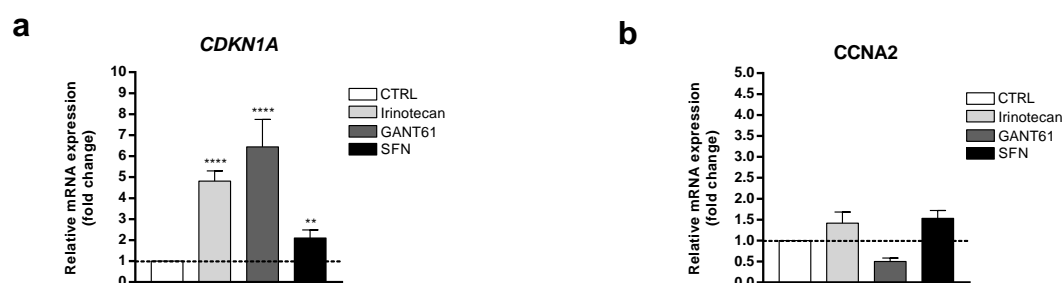 a
CDKN1A
Relative mRNA expression
(fold change)
10
9
8
7
6
5
4
3
2
1
0
****
****
**
CTRL
Irinotecan
GANT61
SFN
b
CCNA2
Relative mRNA expression
(fold change)
5.0
4.5
4.0
3.5
3.0
2.5
2.0
1.5
1.0
0.5
0.0
CTRL
Irinotecan
GANT61
SFN